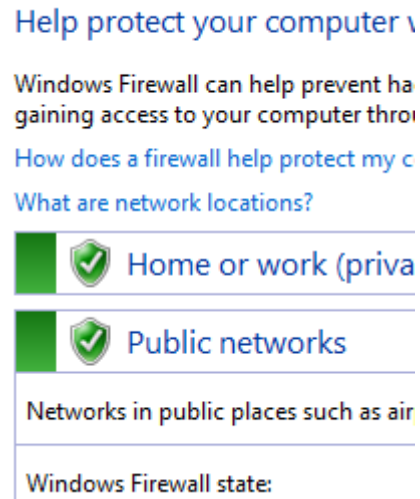 Help protect your computer
Windows Firewall can help prevent ha
gaining access to your computer throu
How does a firewall help protect my c
What are network locations?
Home or work (priva
Public networks
Networks in public places such as air
Windows Firewall state: